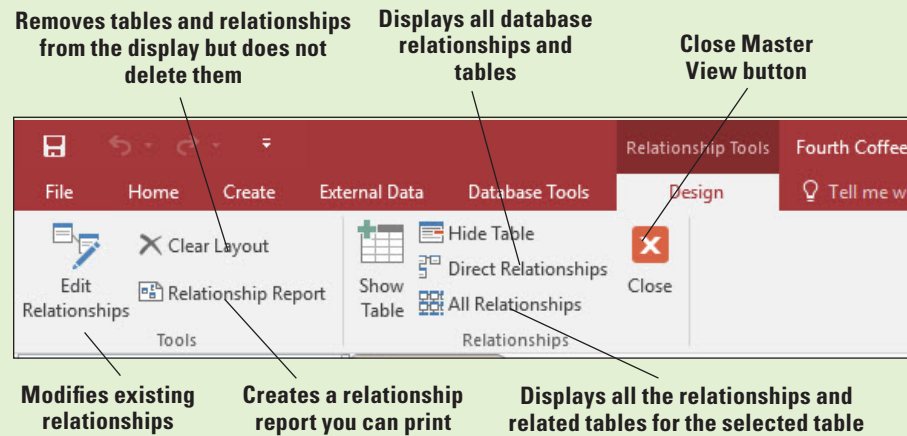 Removes tables and relationships
from the display but does not
delete them
Displays all database
relationships and
tables
Close Master
View button
Relationship Tools
Fourth Coffee
File
Home
Create
External Data
Database Tools
Design
Tell me w
Edit
Relationships
Clear Layout
Relationship Report
Tools
Show
Table
Hide Table
Direct Relationships
All Relationships
Relationships
Close
Modifies existing
relationships
Creates a relationship
report you can print
Displays all the relationships and
related tables for the selected table